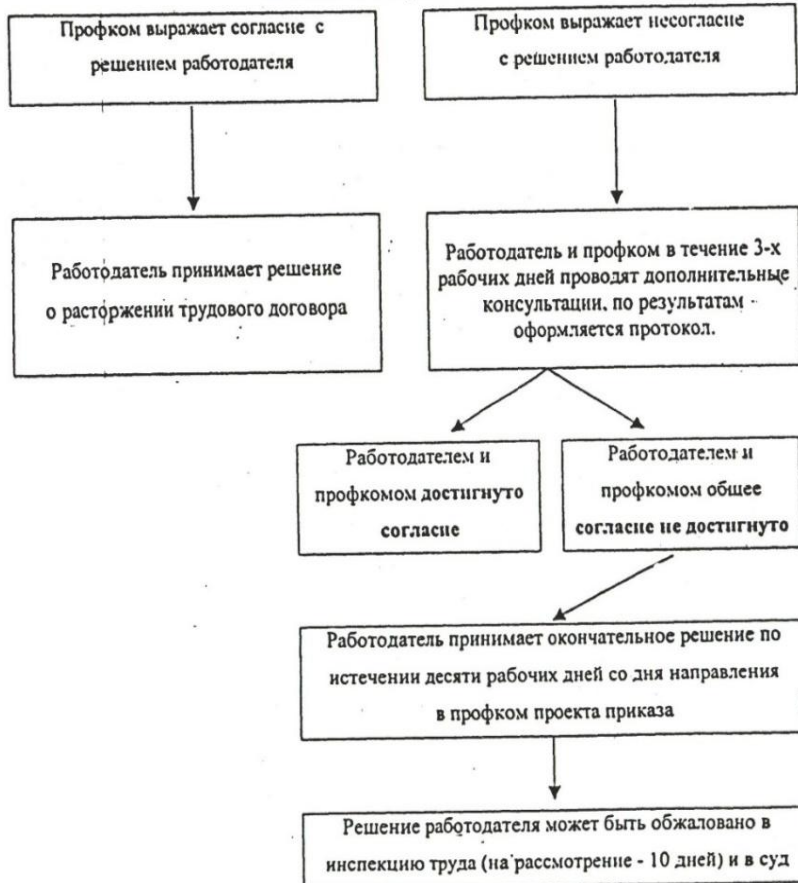 Профком выражает согласие с
решением работодателя
Профком выражает несогласие
с решением работодателя
Работодатель принимает решение
о расторжении трудового договора
Работодатель и профком в течение 3-х
рабочих дней проводят дополнительные
консультации, по результатам -
оформляется протокол.
Работодателем и
профкомом достигнуто
согласие
Работодателем и
профкомом общее
согласие не достигнуто
Работодатель принимает окончательное решение по
истечении десяти рабочих дней со дня направления
в профком проекта приказа
Решение работодателя может быть обжаловано в
инспекцию труда (на рассмотрение - 10 дней) и в суд